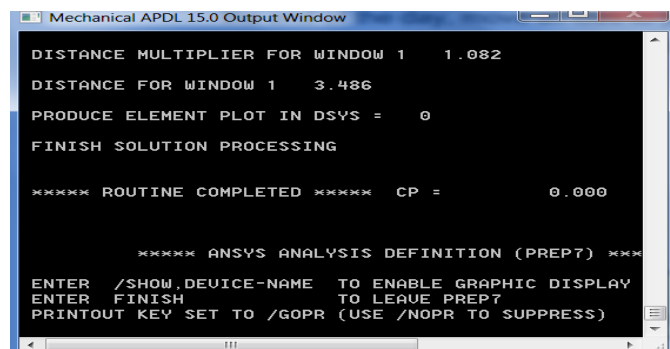 Mechanical APDL 15.0 Output Window
DISTANCE MULTIPLIER FOR WINDOW 1 1.082
DISTANCE FOR WINDOW 1 3.486
PRODUCE ELEMENT PLOT IN DSYS = 0
FINISH SOLUTION PROCESSING
***** ROUTINE COMPLETED ***** CP = 0.000
***** ANSYS ANALYSIS DEFINITION (PREP7) ***
ENTER /SHOW,DEVICE-NAME TO ENABLE GRAPHIC DISPLAY
ENTER FINISH TO LEAVE PREP7
PRINTOUT KEY SET TO /GOPR (USE /NOPR TO SUPPRESS)